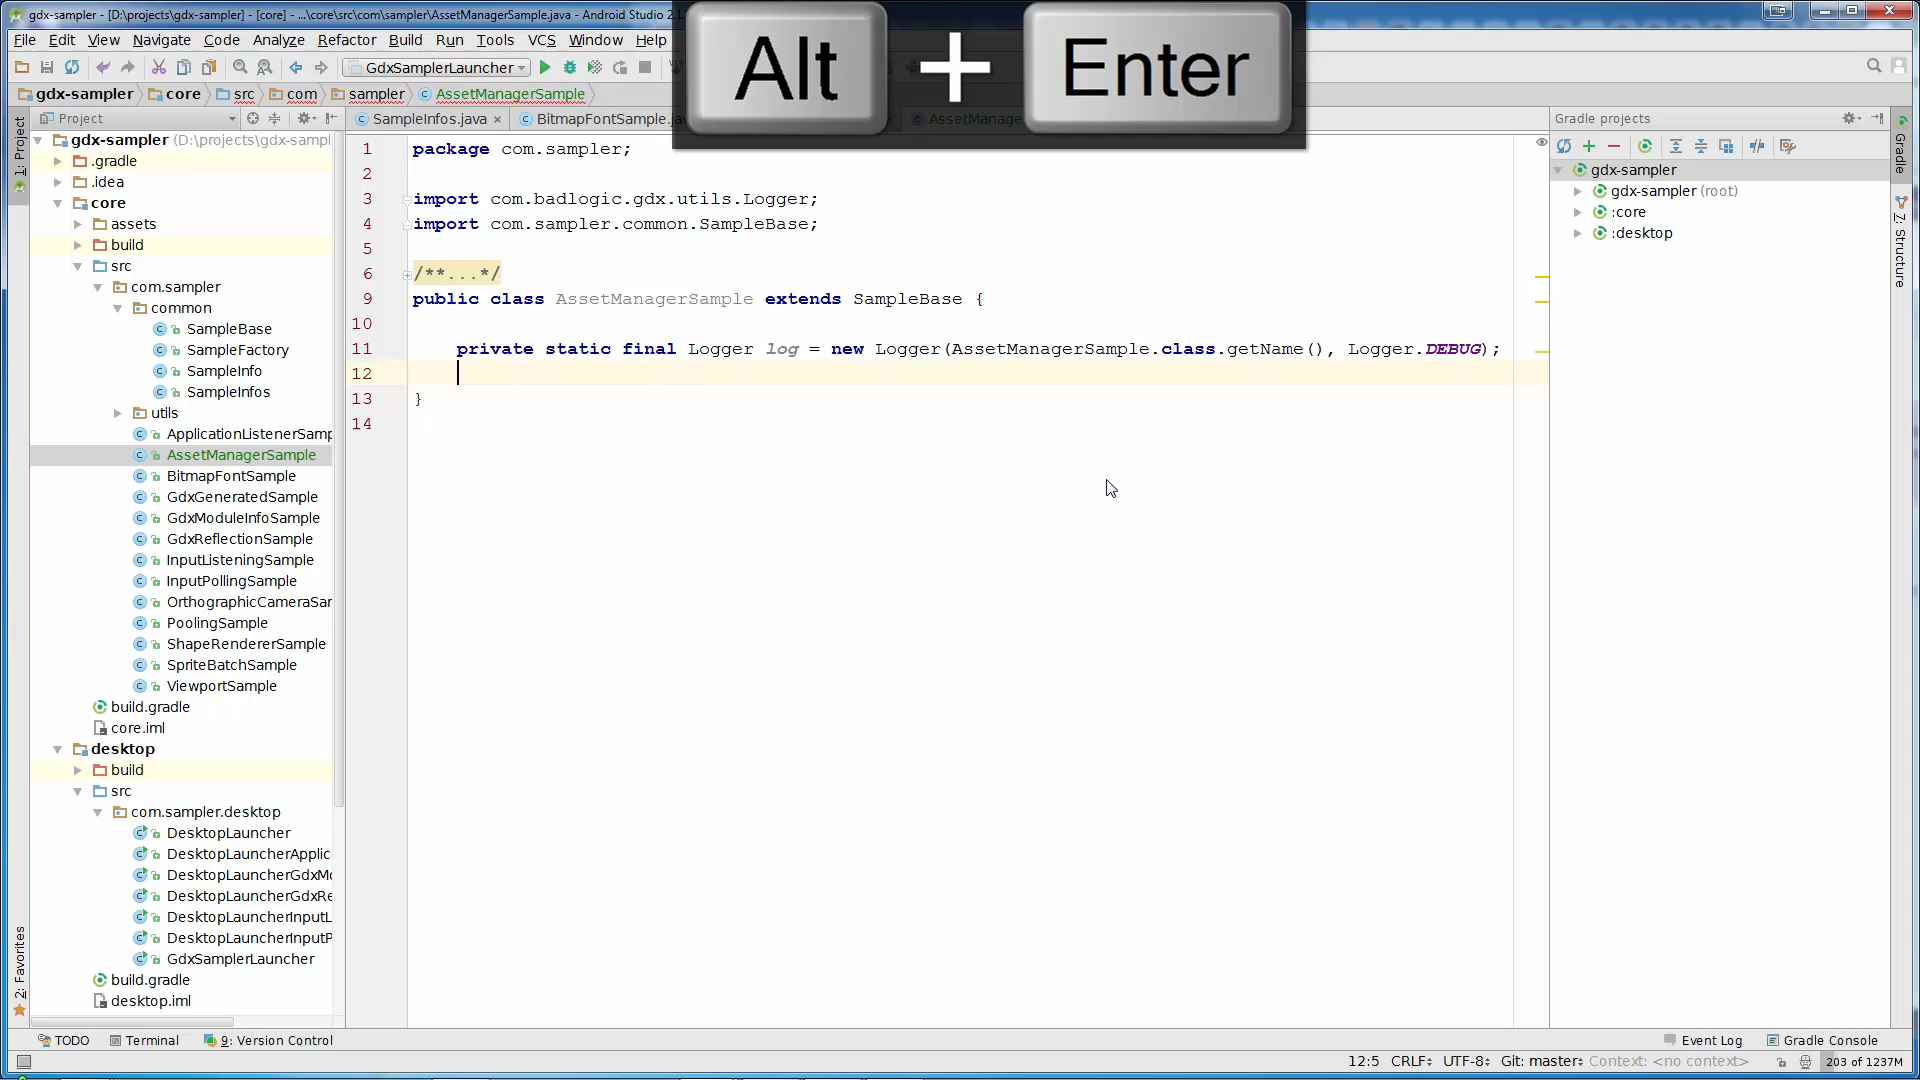 gdx-sampler - [D:\projects\gdx-sampler] - [core] - ...\core\src\com\sampler\AssetManagerSample.java - Android Studio 2.1
File Edit View Navigate Code Analyze Refactor Build Run Tools VCS Window Help
Alt + Enter
GdxSamplerLauncher
gdx-sampler core src com sampler AssetManagerSample
Project
SampleInfos.java BitmapFontSample.j AssetManage
Gradle projects
1: Project
2: Favorites
Gradle
7: Structure
gdx-sampler (D:\projects\gdx-sampl
.gradle
.idea
core
assets
build
src
com.sampler
common
SampleBase
SampleFactory
SampleInfo
SampleInfos
utils
ApplicationListenerSamp
AssetManagerSample
BitmapFontSample
GdxGeneratedSample
GdxModuleInfoSample
GdxReflectionSample
InputListeningSample
InputPollingSample
OrthographicCameraSar
PoolingSample
ShapeRendererSample
SpriteBatchSample
ViewportSample
build.gradle
core.iml
desktop
build
src
com.sampler.desktop
DesktopLauncher
DesktopLauncherApplic
DesktopLauncherGdxMo
DesktopLauncherGdxRe
DesktopLauncherInputL
DesktopLauncherInputP
GdxSamplerLauncher
build.gradle
desktop.iml
1 package com.sampler;
2
3 import com.badlogic.gdx.utils.Logger;
4 import com.sampler.common.SampleBase;
5
6 /**...*/
9 public class AssetManagerSample extends SampleBase {
10
11 private static final Logger log = new Logger(AssetManagerSample.class.getName(), Logger.DEBUG);
12
13 }
14
gdx-sampler
gdx-sampler (root)
:core
:desktop
TODO Terminal 9: Version Control Event Log Gradle Console
12:5 CRLF UTF-8 Git: master Context: <no context> 203 of 1237M